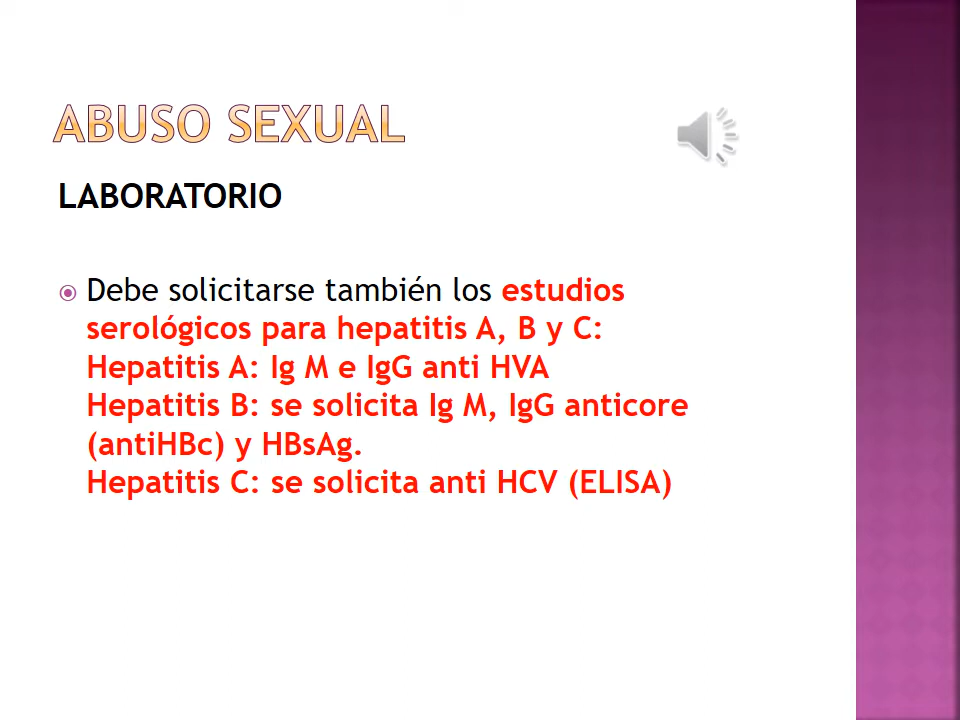 ABUSO SEXUAL
LABORATORIO
Debe solicitarse también los estudios
serológicos para hepatitis A, B y C:
Hepatitis A: Ig M e IgG anti HVA
Hepatitis B: se solicita Ig M, IgG anticore
(antiHBc) y HBsAg.
Hepatitis C: se solicita anti HCV (ELISA)